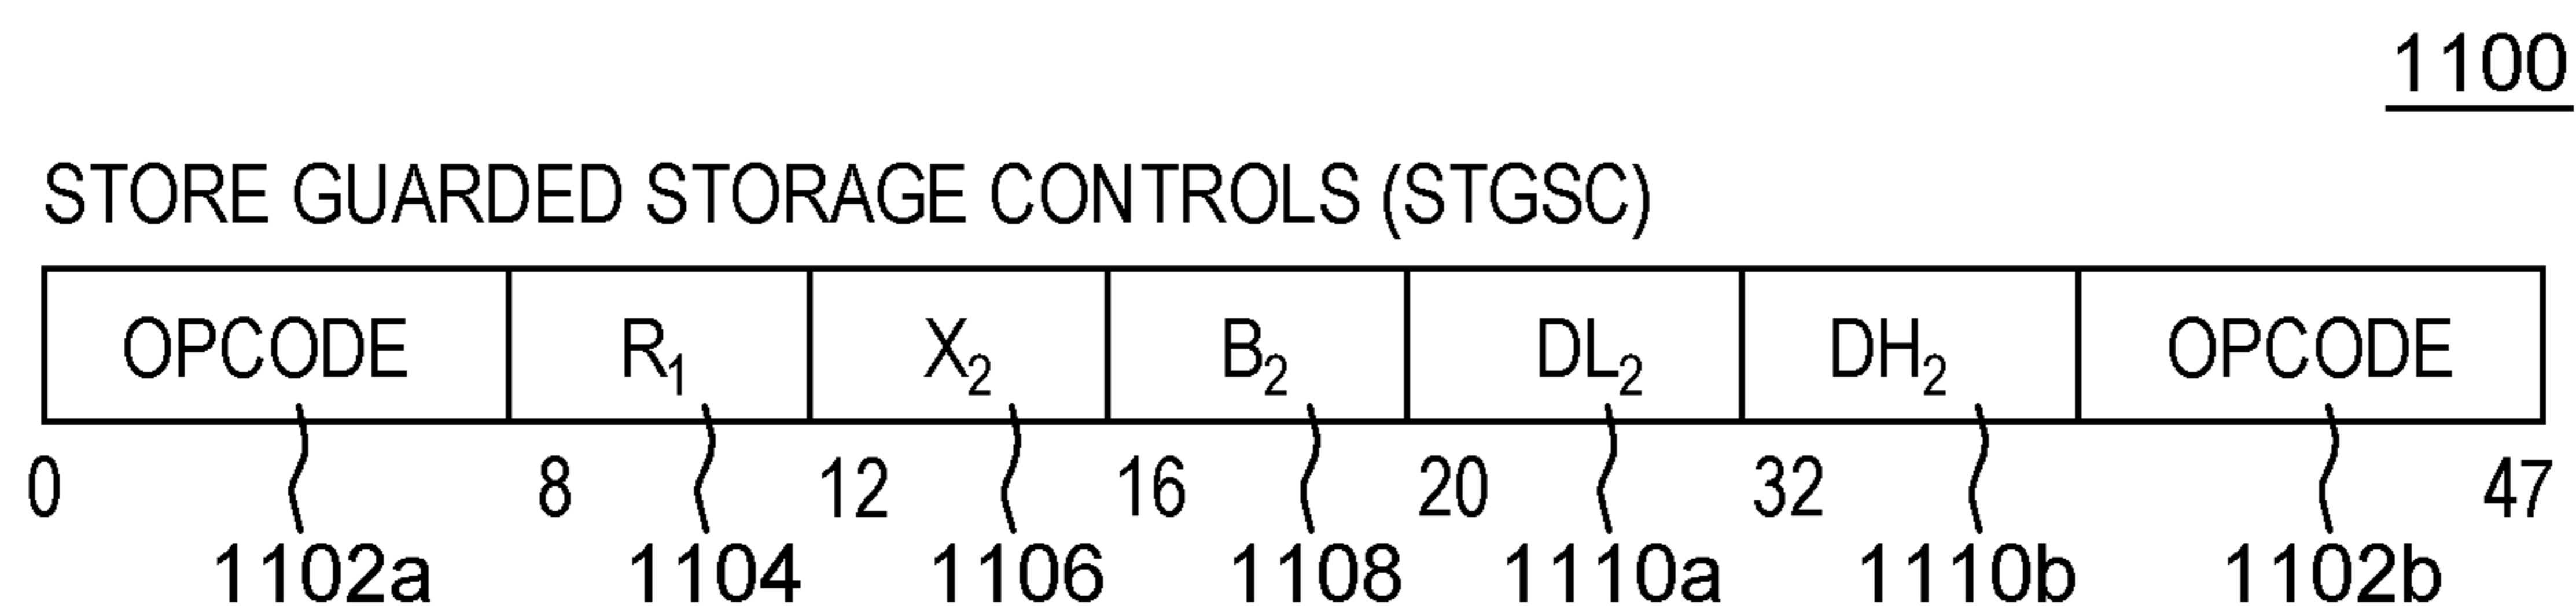 1100
STORE GUARDED STORAGE CONTROLS (STGSC)
OPCODE R₁ X₂ B₂ DL₂ DH₂ OPCODE
0 8 12 16 20 32 47
1102a 1104 1106 1108 1110a 1110b 1102b